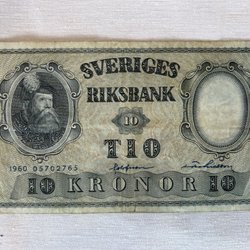 SVERIGES
RIKSBANK
10
TIO
1960 05702765
10 KRONOR 10